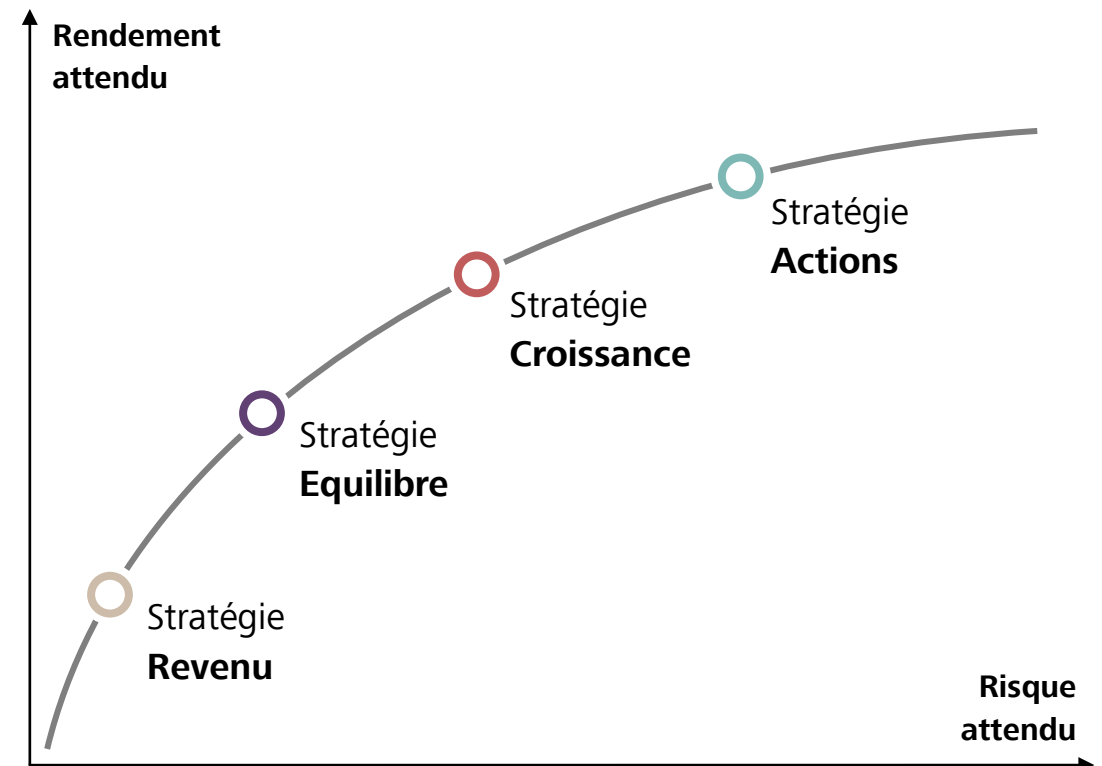 Rendement
attendu
Stratégie
Actions
Stratégie
Croissance
Stratégie
Equilibre
Stratégie
Revenu
Risque
attendu